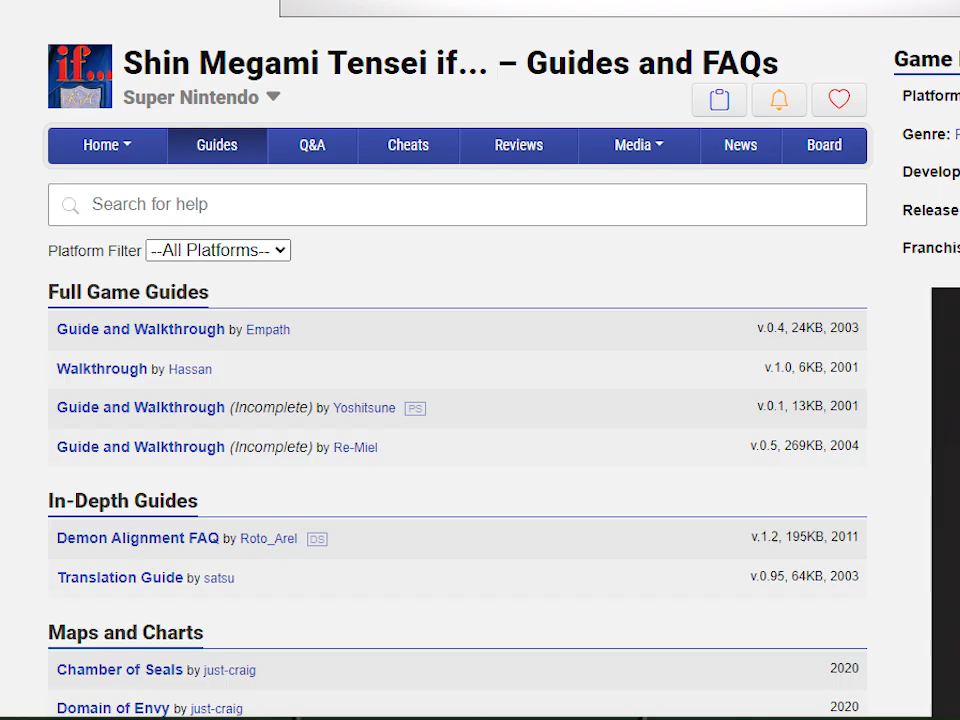 if...
Shin Megami Tensei if... – Guides and FAQs
Super Nintendo
Home Guides Q&A Cheats Reviews Media News Board
Search for help
Platform Filter --All Platforms--
Full Game Guides
Guide and Walkthrough by Empath v.0.4, 24KB, 2003
Walkthrough by Hassan v.1.0, 6KB, 2001
Guide and Walkthrough (Incomplete) by Yoshitsune PS v.0.1, 13KB, 2001
Guide and Walkthrough (Incomplete) by Re-Miel v.0.5, 269KB, 2004
In-Depth Guides
Demon Alignment FAQ by Roto_Arel DS v.1.2, 195KB, 2011
Translation Guide by satsu v.0.95, 64KB, 2003
Maps and Charts
Chamber of Seals by just-craig 2020
Domain of Envy by just-craig 2020
Game
Platform
Genre:
Develop
Release
Franchis